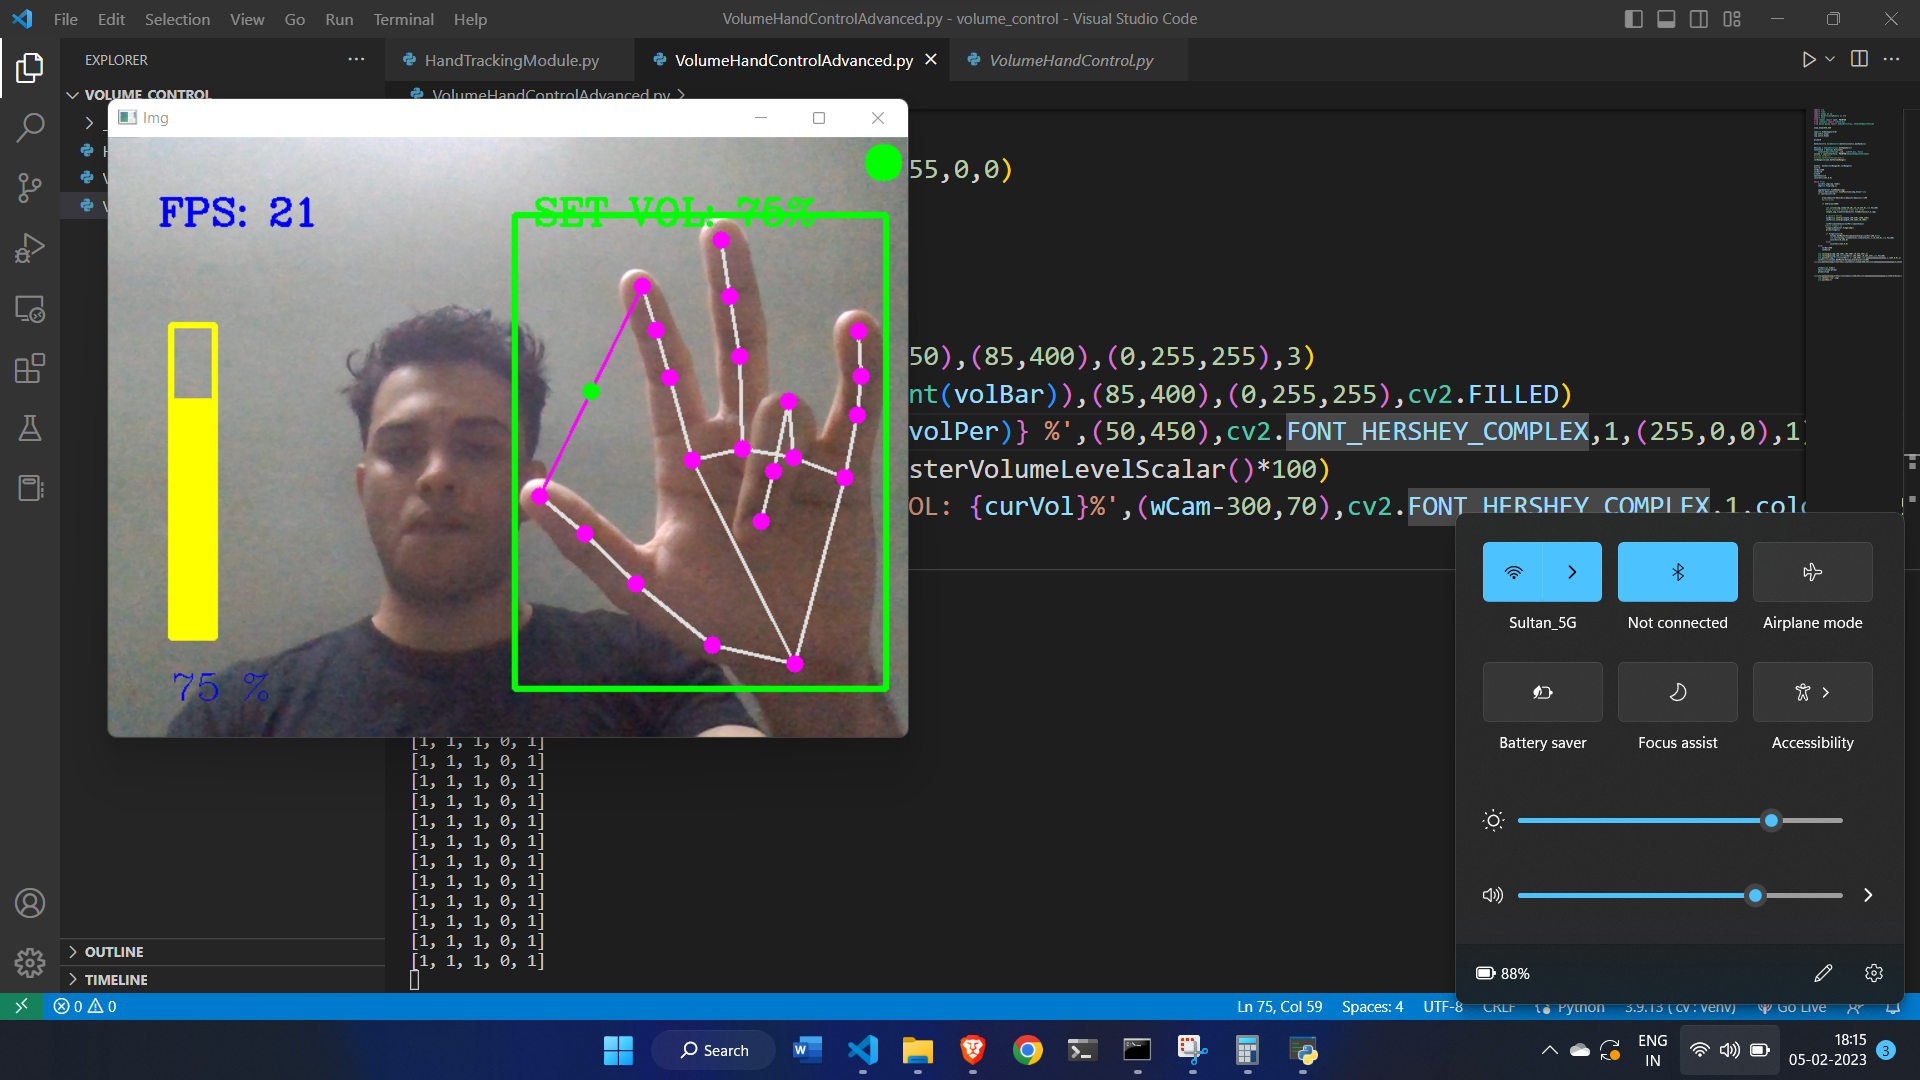 File Edit Selection View Go Run Terminal Help
VolumeHandControlAdvanced.py - volume_control - Visual Studio Code
EXPLORER
HandTrackingModule.py
VolumeHandControlAdvanced.py
VolumeHandControl.py
VOLUME_CONTROL
VolumeHandControlAdvanced.py
Img
FPS: 21
SET VOL: 75%
75 %
55,0,0)
50),(85,400),(0,255,255),3)
nt(volBar)),(85,400),(0,255,255),cv2.FILLED)
volPer)} %',(50,450),cv2.FONT_HERSHEY_COMPLEX,1,(255,0,0),1
sterVolumeLevelScalar()*100)
OL: {curVol}%',(wCam-300,70),cv2.FONT_HERSHEY_COMPLEX,1,colo
[1, 1, 1, 0, 1]
[1, 1, 1, 0, 1]
[1, 1, 1, 0, 1]
[1, 1, 1, 0, 1]
[1, 1, 1, 0, 1]
[1, 1, 1, 0, 1]
[1, 1, 1, 0, 1]
[1, 1, 1, 0, 1]
[1, 1, 1, 0, 1]
[1, 1, 1, 0, 1]
[1, 1, 1, 0, 1]
[1, 1, 1, 0, 1]
OUTLINE
TIMELINE
Sultan_5G
Not connected
Airplane mode
Battery saver
Focus assist
Accessibility
88%
0 0
Ln 75, Col 59
Spaces: 4
UTF-8
CRLF
Python
3.9.13 ('cv': venv)
Go Live
Search
ENG
IN
18:15
05-02-2023
3